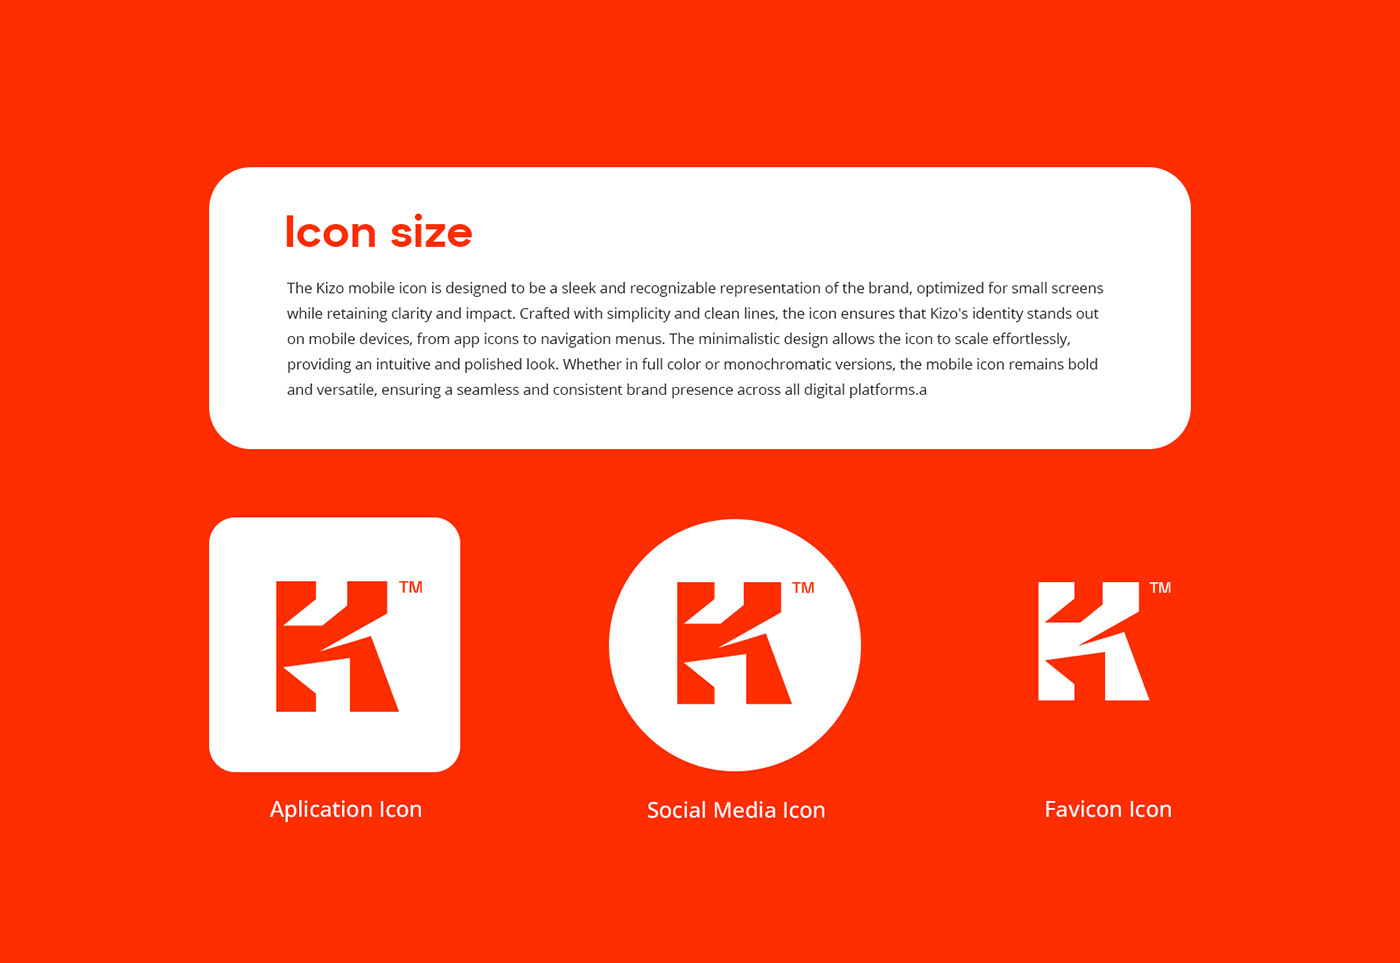 Icon size
The Kizo mobile icon is designed to be a sleek and recognizable representation of the brand, optimized for small screens
while retaining clarity and impact. Crafted with simplicity and clean lines, the icon ensures that Kizo's identity stands out
on mobile devices, from app icons to navigation menus. The minimalistic design allows the icon to scale effortlessly,
providing an intuitive and polished look. Whether in full color or monochromatic versions, the mobile icon remains bold
and versatile, ensuring a seamless and consistent brand presence across all digital platforms.a
K TM
K TM
K TM
Aplication Icon
Social Media Icon
Favicon Icon